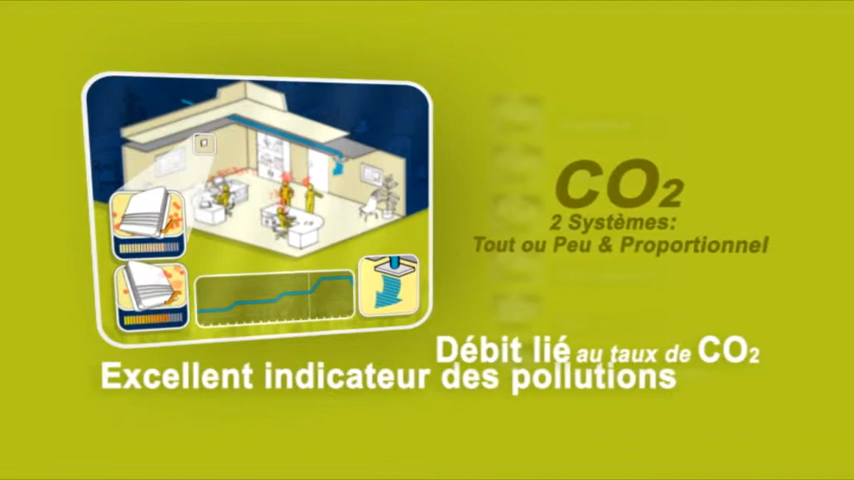 CO2
2 Systèmes:
Tout ou Peu & Proportionnel
Débit lié au taux de CO2
Excellent indicateur des pollutions